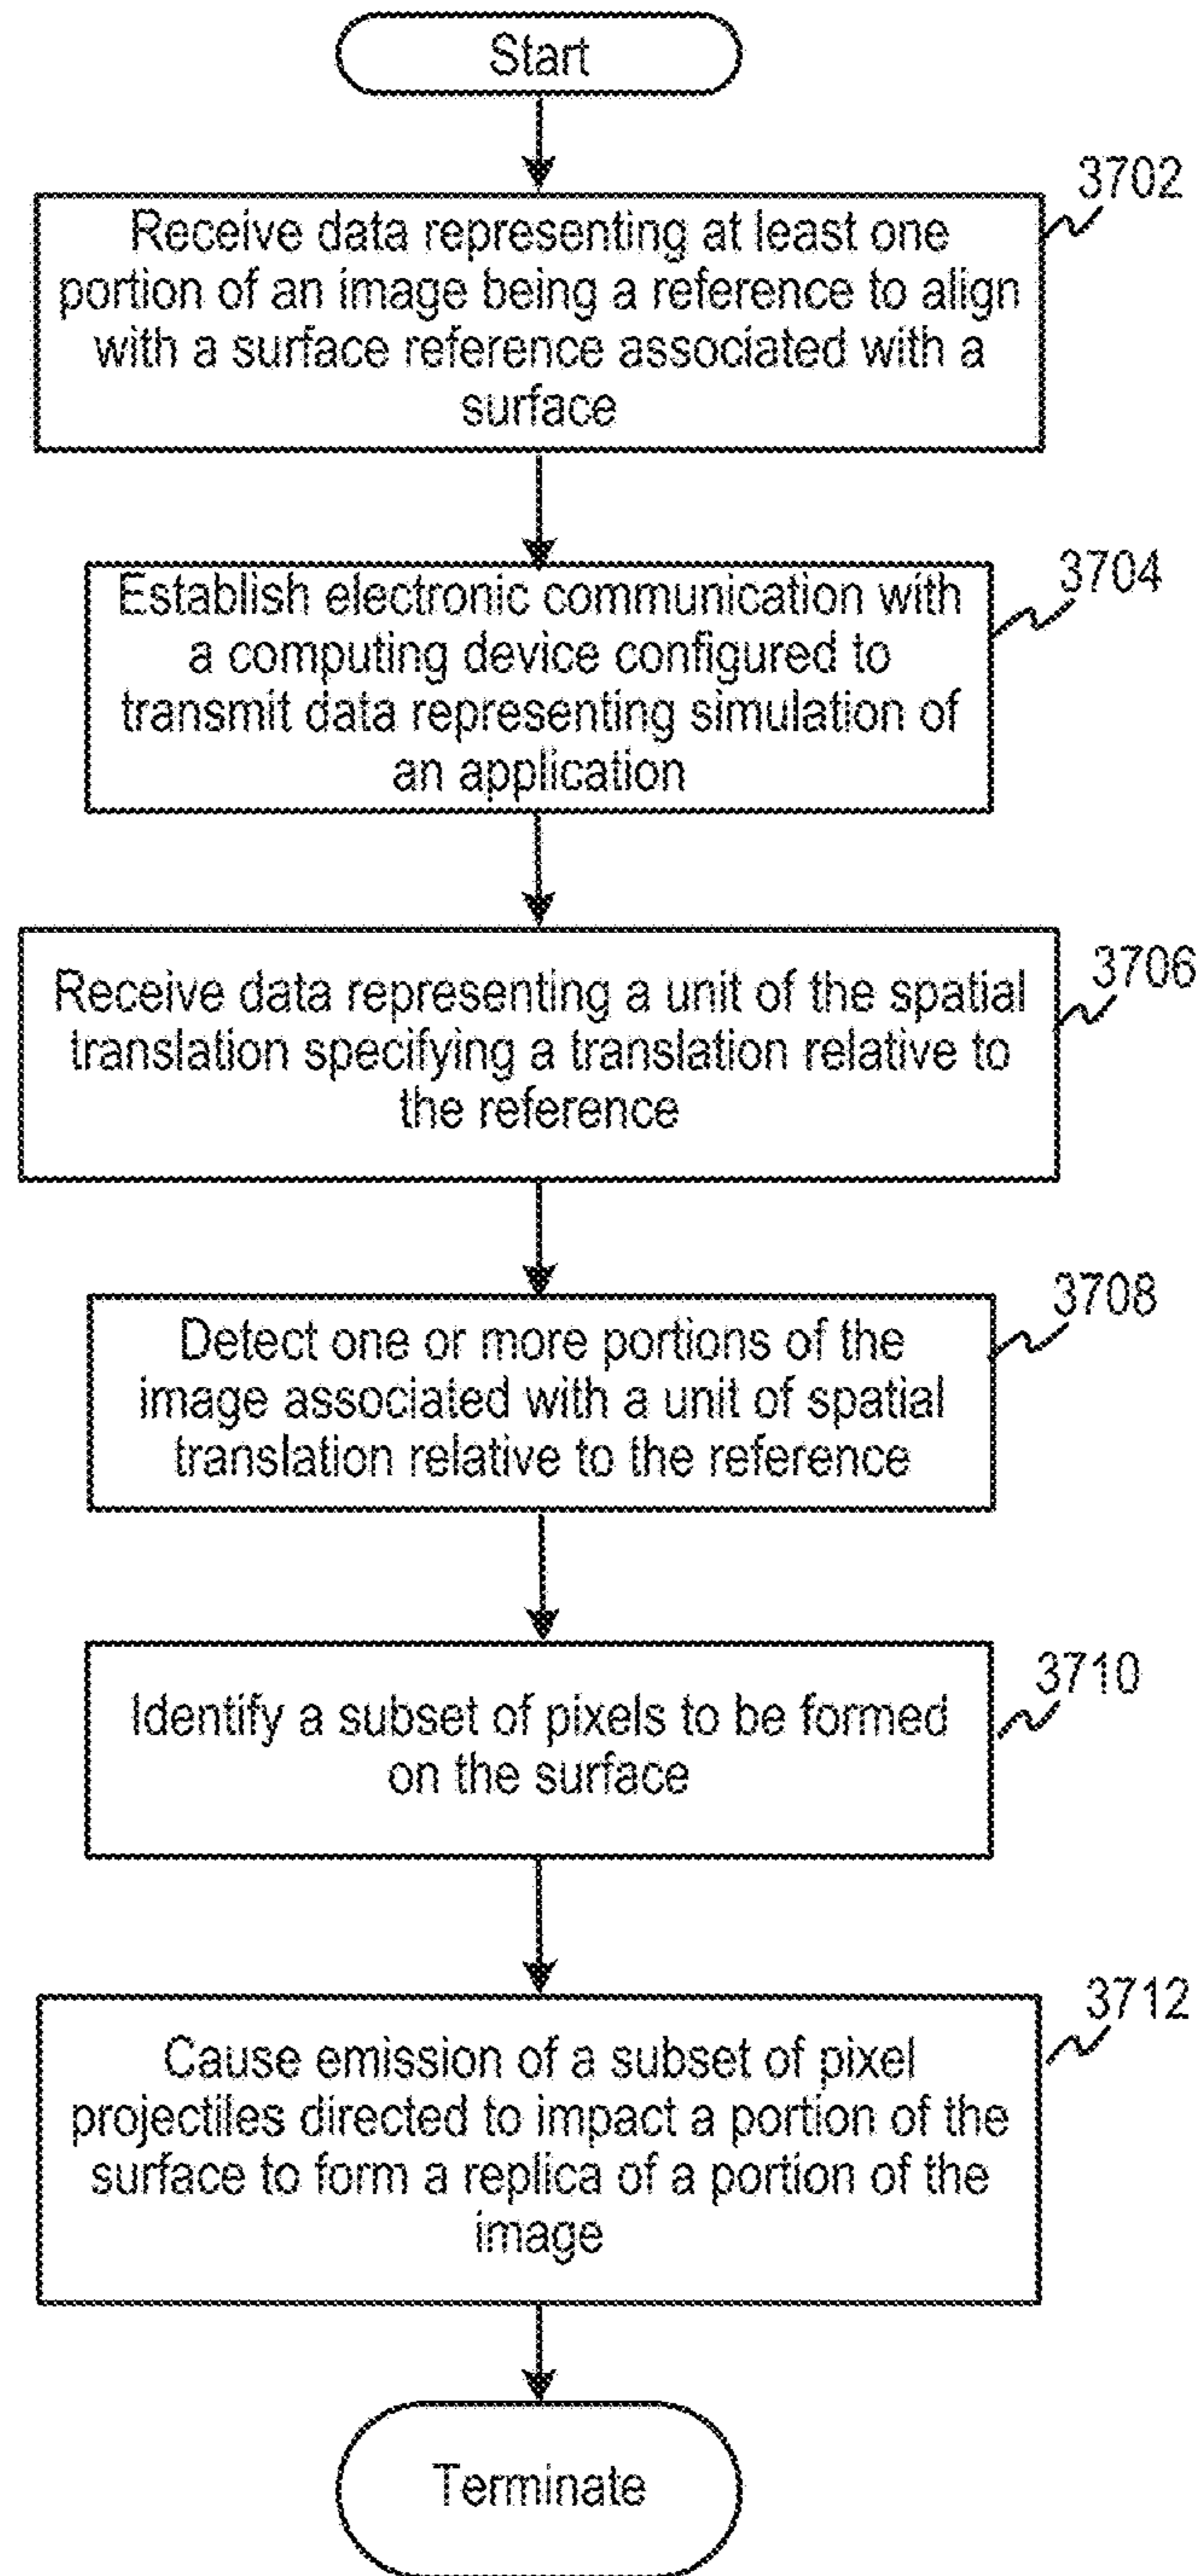 Start
3702
Receive data representing at least one
portion of an image being a reference to align
with a surface reference associated with a
surface
3704
Establish electronic communication with
a computing device configured to
transmit data representing simulation of
an application
3706
Receive data representing a unit of the spatial
translation specifying a translation relative to
the reference
3708
Detect one or more portions of the
image associated with a unit of spatial
translation relative to the reference
3710
Identify a subset of pixels to be formed
on the surface
3712
Cause emission of a subset of pixel
projectiles directed to impact a portion of the
surface to form a replica of a portion of the
image
Terminate